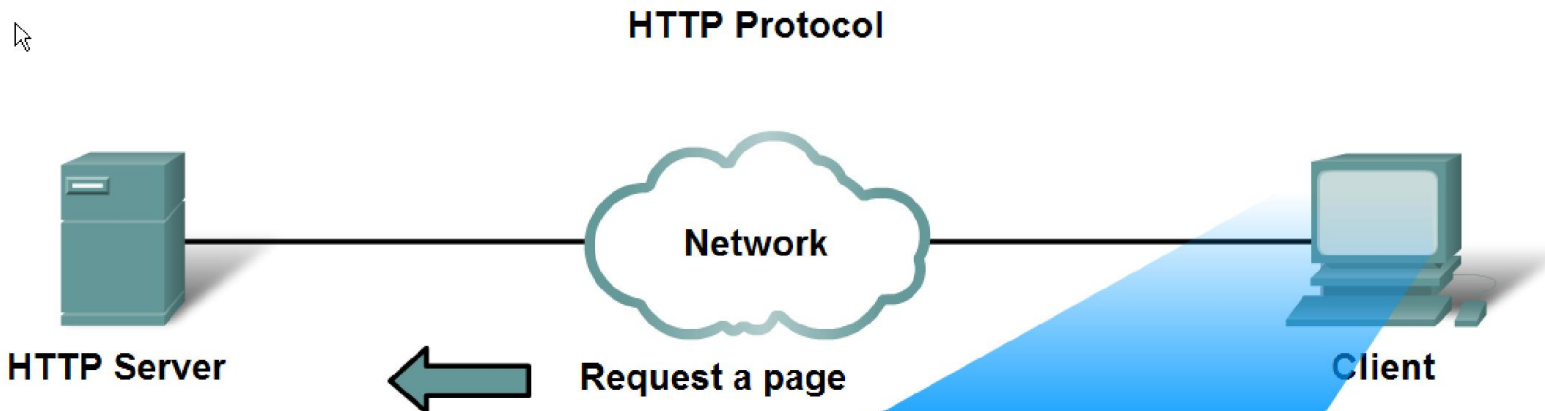 HTTP Protocol
Network
HTTP Server
Request a page
Client